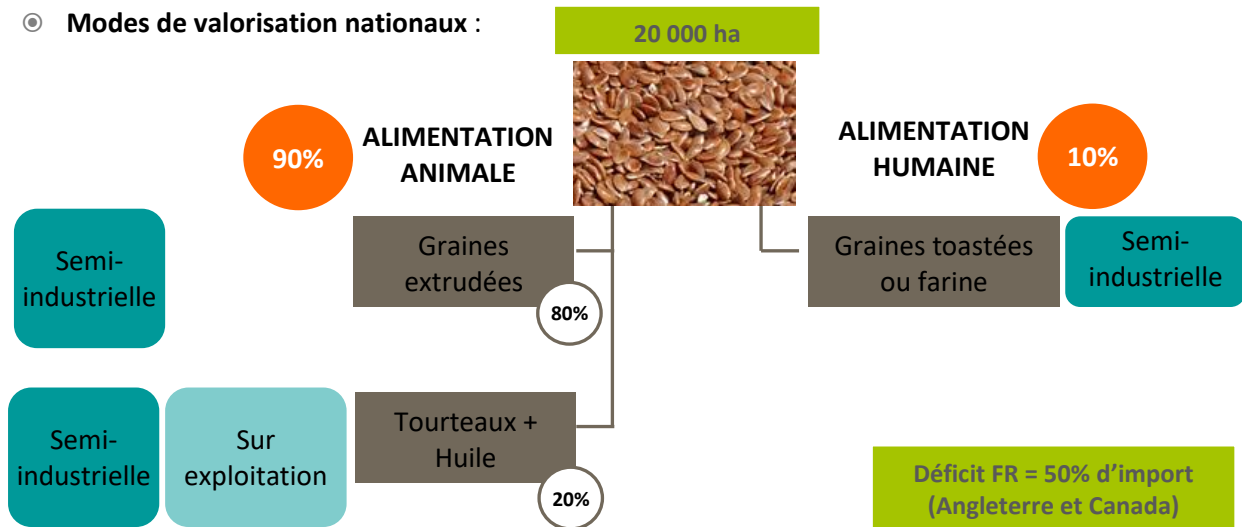 Modes de valorisation nationaux :
20 000 ha
90%
ALIMENTATION
ANIMALE
ALIMENTATION
HUMAINE
10%
Semi-
industrielle
Graines
extrudées
80%
Graines toastées
ou farine
Semi-
industrielle
Semi-
industrielle
Sur
exploitation
Tourteaux +
Huile
20%
Déficit FR = 50% d’import
(Angleterre et Canada)